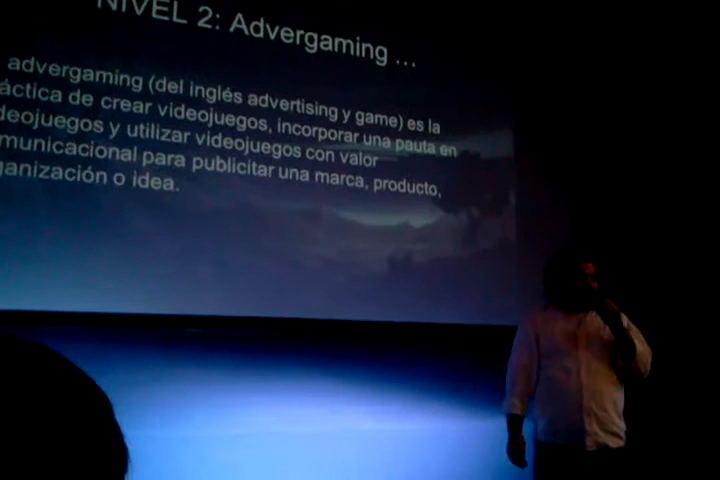 NIVEL 2: Advergaming ...
advergaming (del inglés advertising y game) es la
áctica de crear videojuegos, incorporar una pauta en
deojuegos y utilizar videojuegos con valor
municacional para publicitar una marca, producto,
ganización o idea.